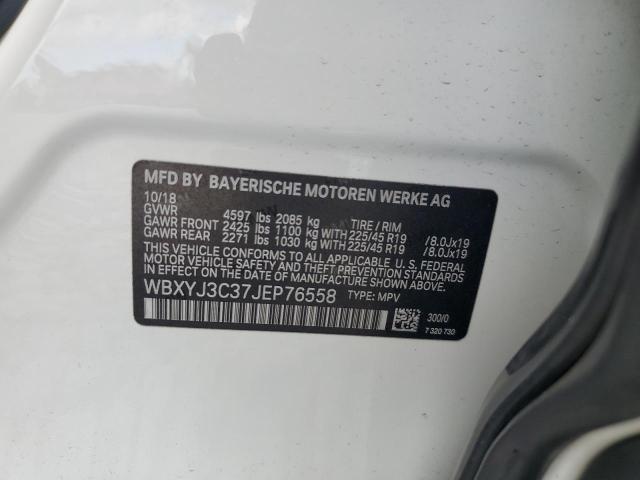 MFD BY BAYERISCHE MOTOREN WERKE AG
10/18
GVWR 4597 lbs 2085 kg TIRE / RIM
GAWR FRONT 2425 lbs 1100 kg WITH 225/45 R19 /8.0Jx19
GAWR REAR 2271 lbs 1030 kg WITH 225/45 R19 /8.0Jx19
THIS VEHICLE CONFORMS TO ALL APPLICABLE U.S. FEDERAL
MOTOR VEHICLE SAFETY AND THEFT PREVENTION STANDARDS
IN EFFECT ON THE DATE OF MANUFACTURE SHOWN ABOVE.
WBXYJ3C37JEP76558 TYPE: MPV
300/0
7 320 730